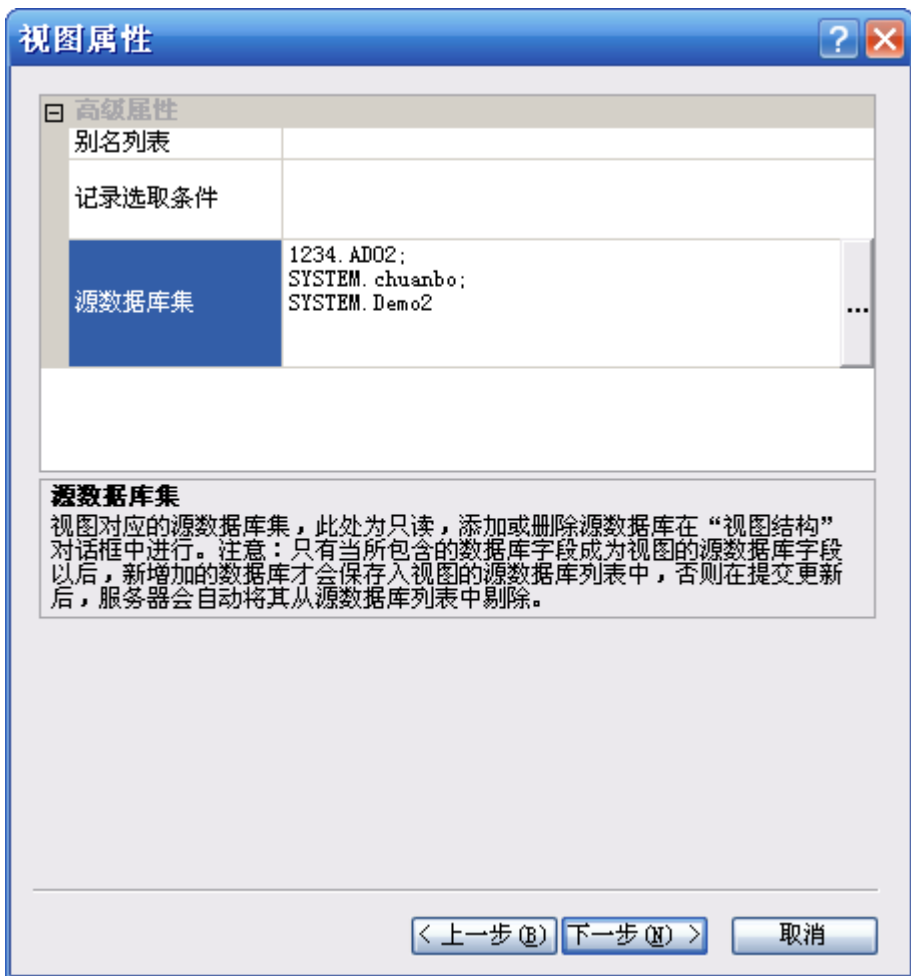 视图属性
高级属性
别名列表
记录选取条件
源数据库集
1234.ADO2;
SYSTEM.chuanbo;
SYSTEM.Demo2
...
源数据库集
视图对应的源数据库集，此处为只读，添加或删除源数据库在“视图结构”
对话框中进行。注意：只有当所包含的数据库字段成为视图的源数据库字段
以后，新增加的数据库才会保存入视图的源数据库列表中，否则在提交更新
后，服务器会自动将其从源数据库列表中剔除。
< 上一步(B) 下一步(N) > 取消